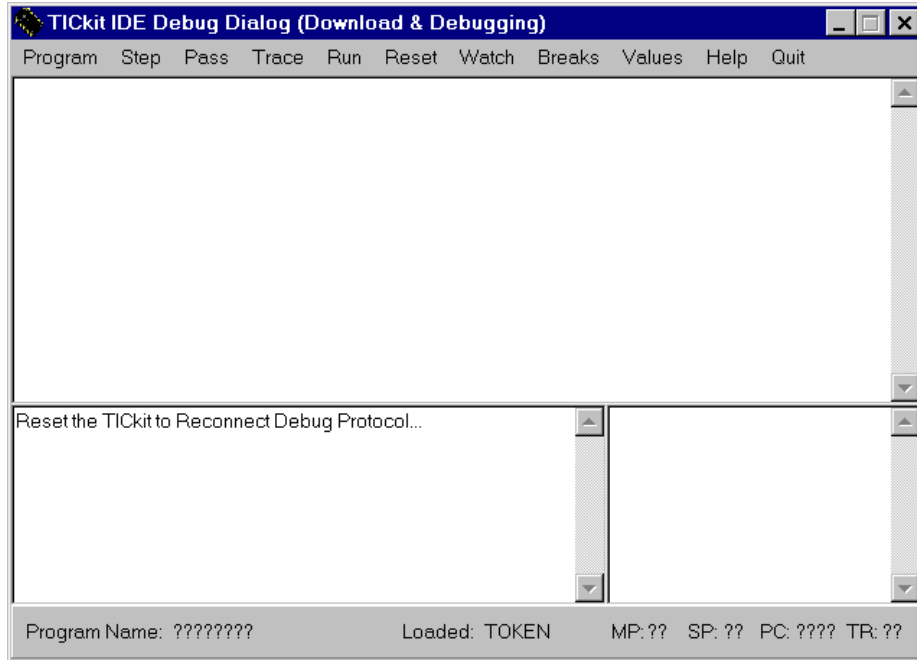 TICkit IDE Debug Dialog (Download & Debugging)
Program Step Pass Trace Run Reset Watch Breaks Values Help Quit
Reset the TICkit to Reconnect Debug Protocol...
Program Name: ???????? Loaded: TOKEN MP: ?? SP: ?? PC: ???? TR: ??